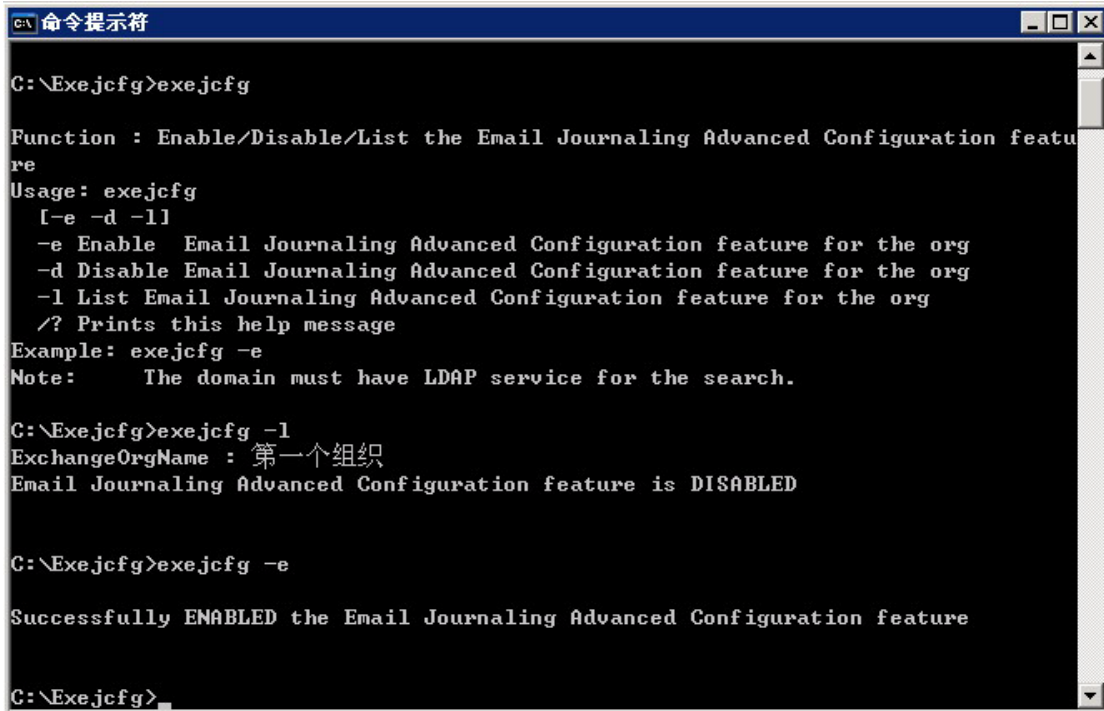 命令提示符
C:\Exejcfg>exejcfg
Function : Enable/Disable/List the Email Journaling Advanced Configuration featu
re
Usage: exejcfg
  [-e -d -l]
  -e Enable  Email Journaling Advanced Configuration feature for the org
  -d Disable Email Journaling Advanced Configuration feature for the org
  -l List Email Journaling Advanced Configuration feature for the org
  /? Prints this help message
Example: exejcfg -e
Note:     The domain must have LDAP service for the search.
C:\Exejcfg>exejcfg -l
ExchangeOrgName : 第一个组织
Email Journaling Advanced Configuration feature is DISABLED
C:\Exejcfg>exejcfg -e
Successfully ENABLED the Email Journaling Advanced Configuration feature
C:\Exejcfg>_